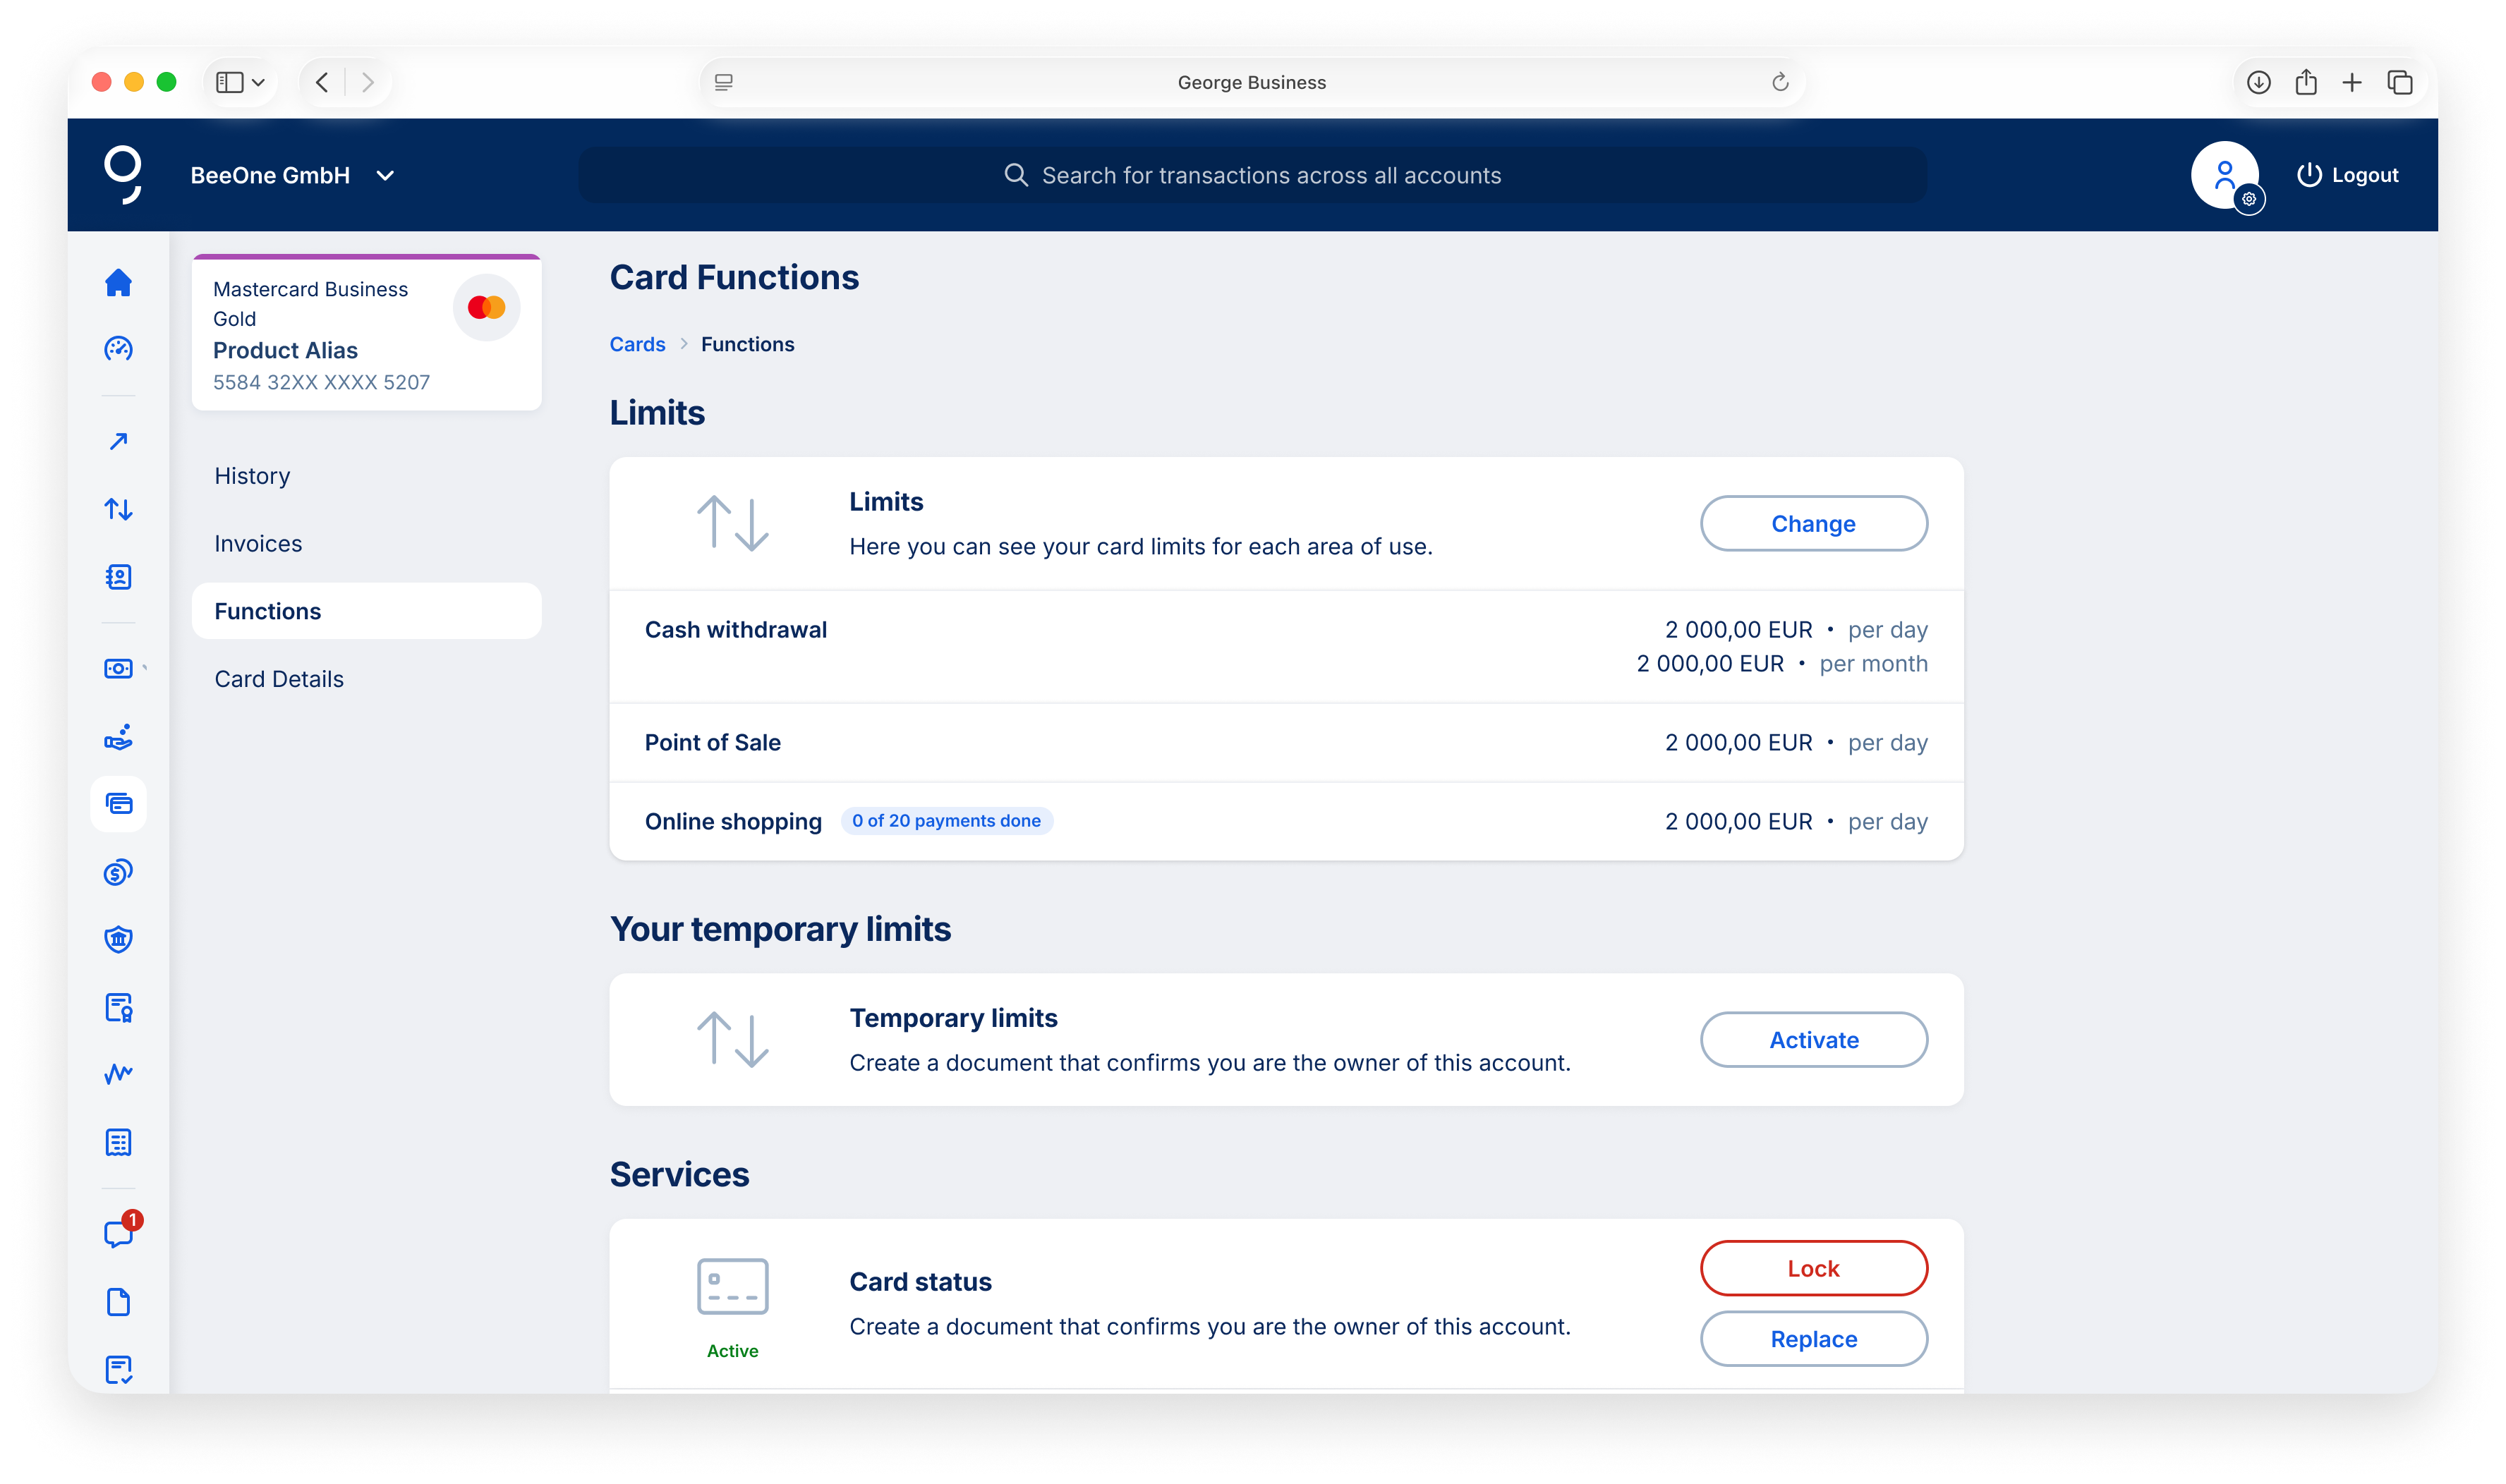 George Business
BeeOne GmbH
Search for transactions across all accounts
Logout
Mastercard Business
Gold
Product Alias
5584 32XX XXXX 5207
History
Invoices
Functions
Card Details
Card Functions
Cards > Functions
Limits
Limits
Here you can see your card limits for each area of use.
Change
Cash withdrawal
2 000,00 EUR • per day
2 000,00 EUR • per month
Point of Sale
2 000,00 EUR • per day
Online shopping 0 of 20 payments done
2 000,00 EUR • per day
Your temporary limits
Temporary limits
Create a document that confirms you are the owner of this account.
Activate
Services
Card status
Create a document that confirms you are the owner of this account.
Active
Lock
Replace
1